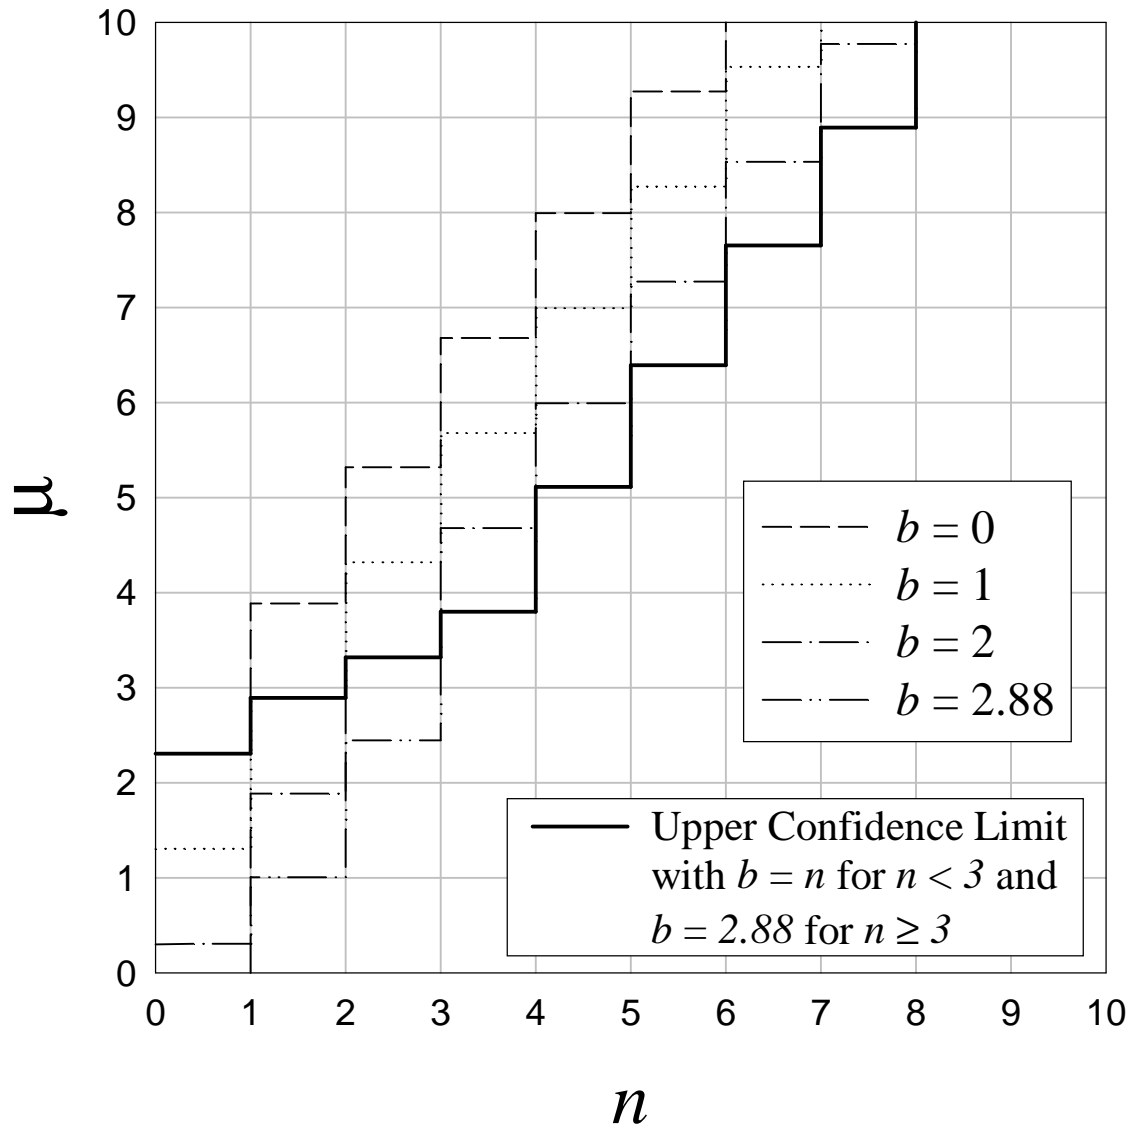 10
9
8
7
6
5
4
3
2
1
0
μ
b = 0
b = 1
b = 2
b = 2.88
Upper Confidence Limit
with b = n for n < 3 and
b = 2.88 for n ≥ 3
0 1 2 3 4 5 6 7 8 9 10
n